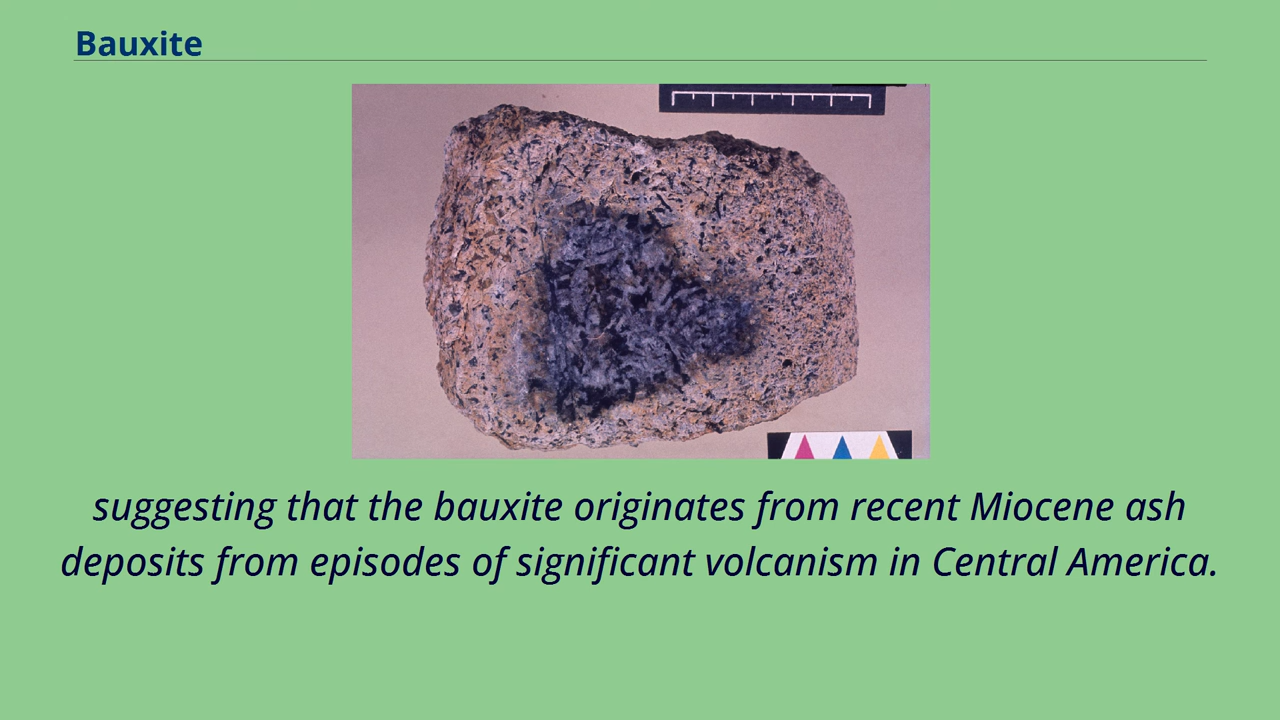 Bauxite
suggesting that the bauxite originates from recent Miocene ash
deposits from episodes of significant volcanism in Central America.